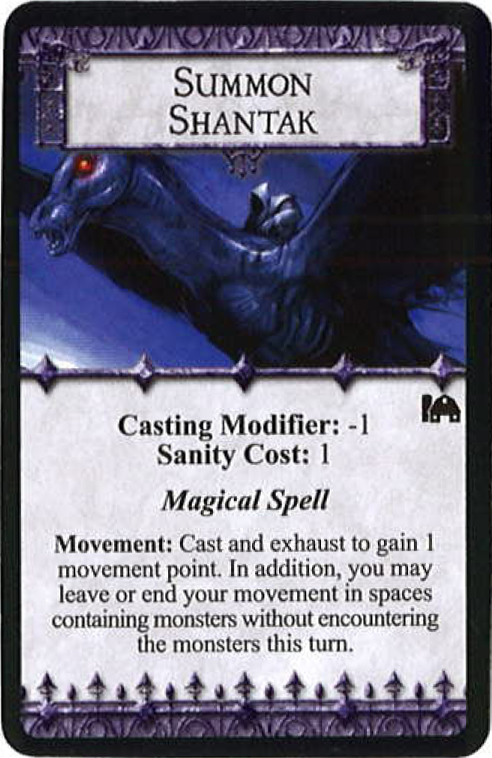 SUMMON
SHANTAK
Casting Modifier: -1
Sanity Cost: 1
Magical Spell
Movement: Cast and exhaust to gain 1
movement point. In addition, you may
leave or end your movement in spaces
containing monsters without encountering
the monsters this turn.